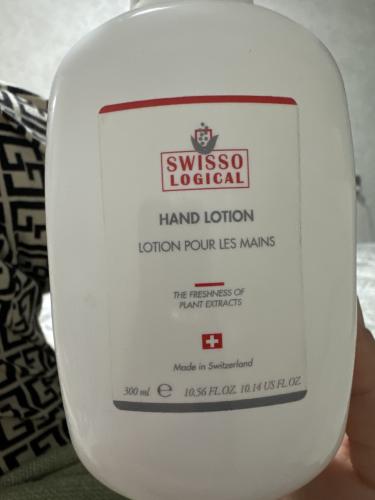 SWISSO
LOGICAL
HAND LOTION
LOTION POUR LES MAINS
THE FRESHNESS OF
PLANT EXTRACTS
Made in Switzerland
300 ml ℮ 10.56 FL.OZ. 10.14 US FL.OZ.